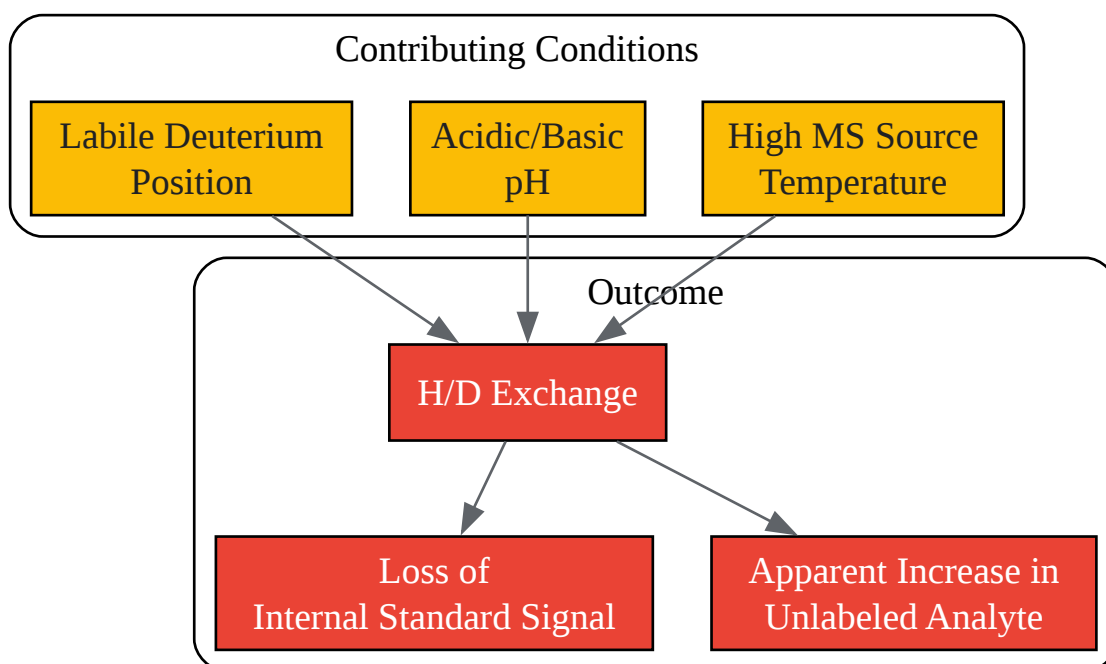 Contributing Conditions
Labile Deuterium
Position
Acidic/Basic
pH
High MS Source
Temperature
Outcome
H/D Exchange
Loss of
Internal Standard Signal
Apparent Increase in
Unlabeled Analyte